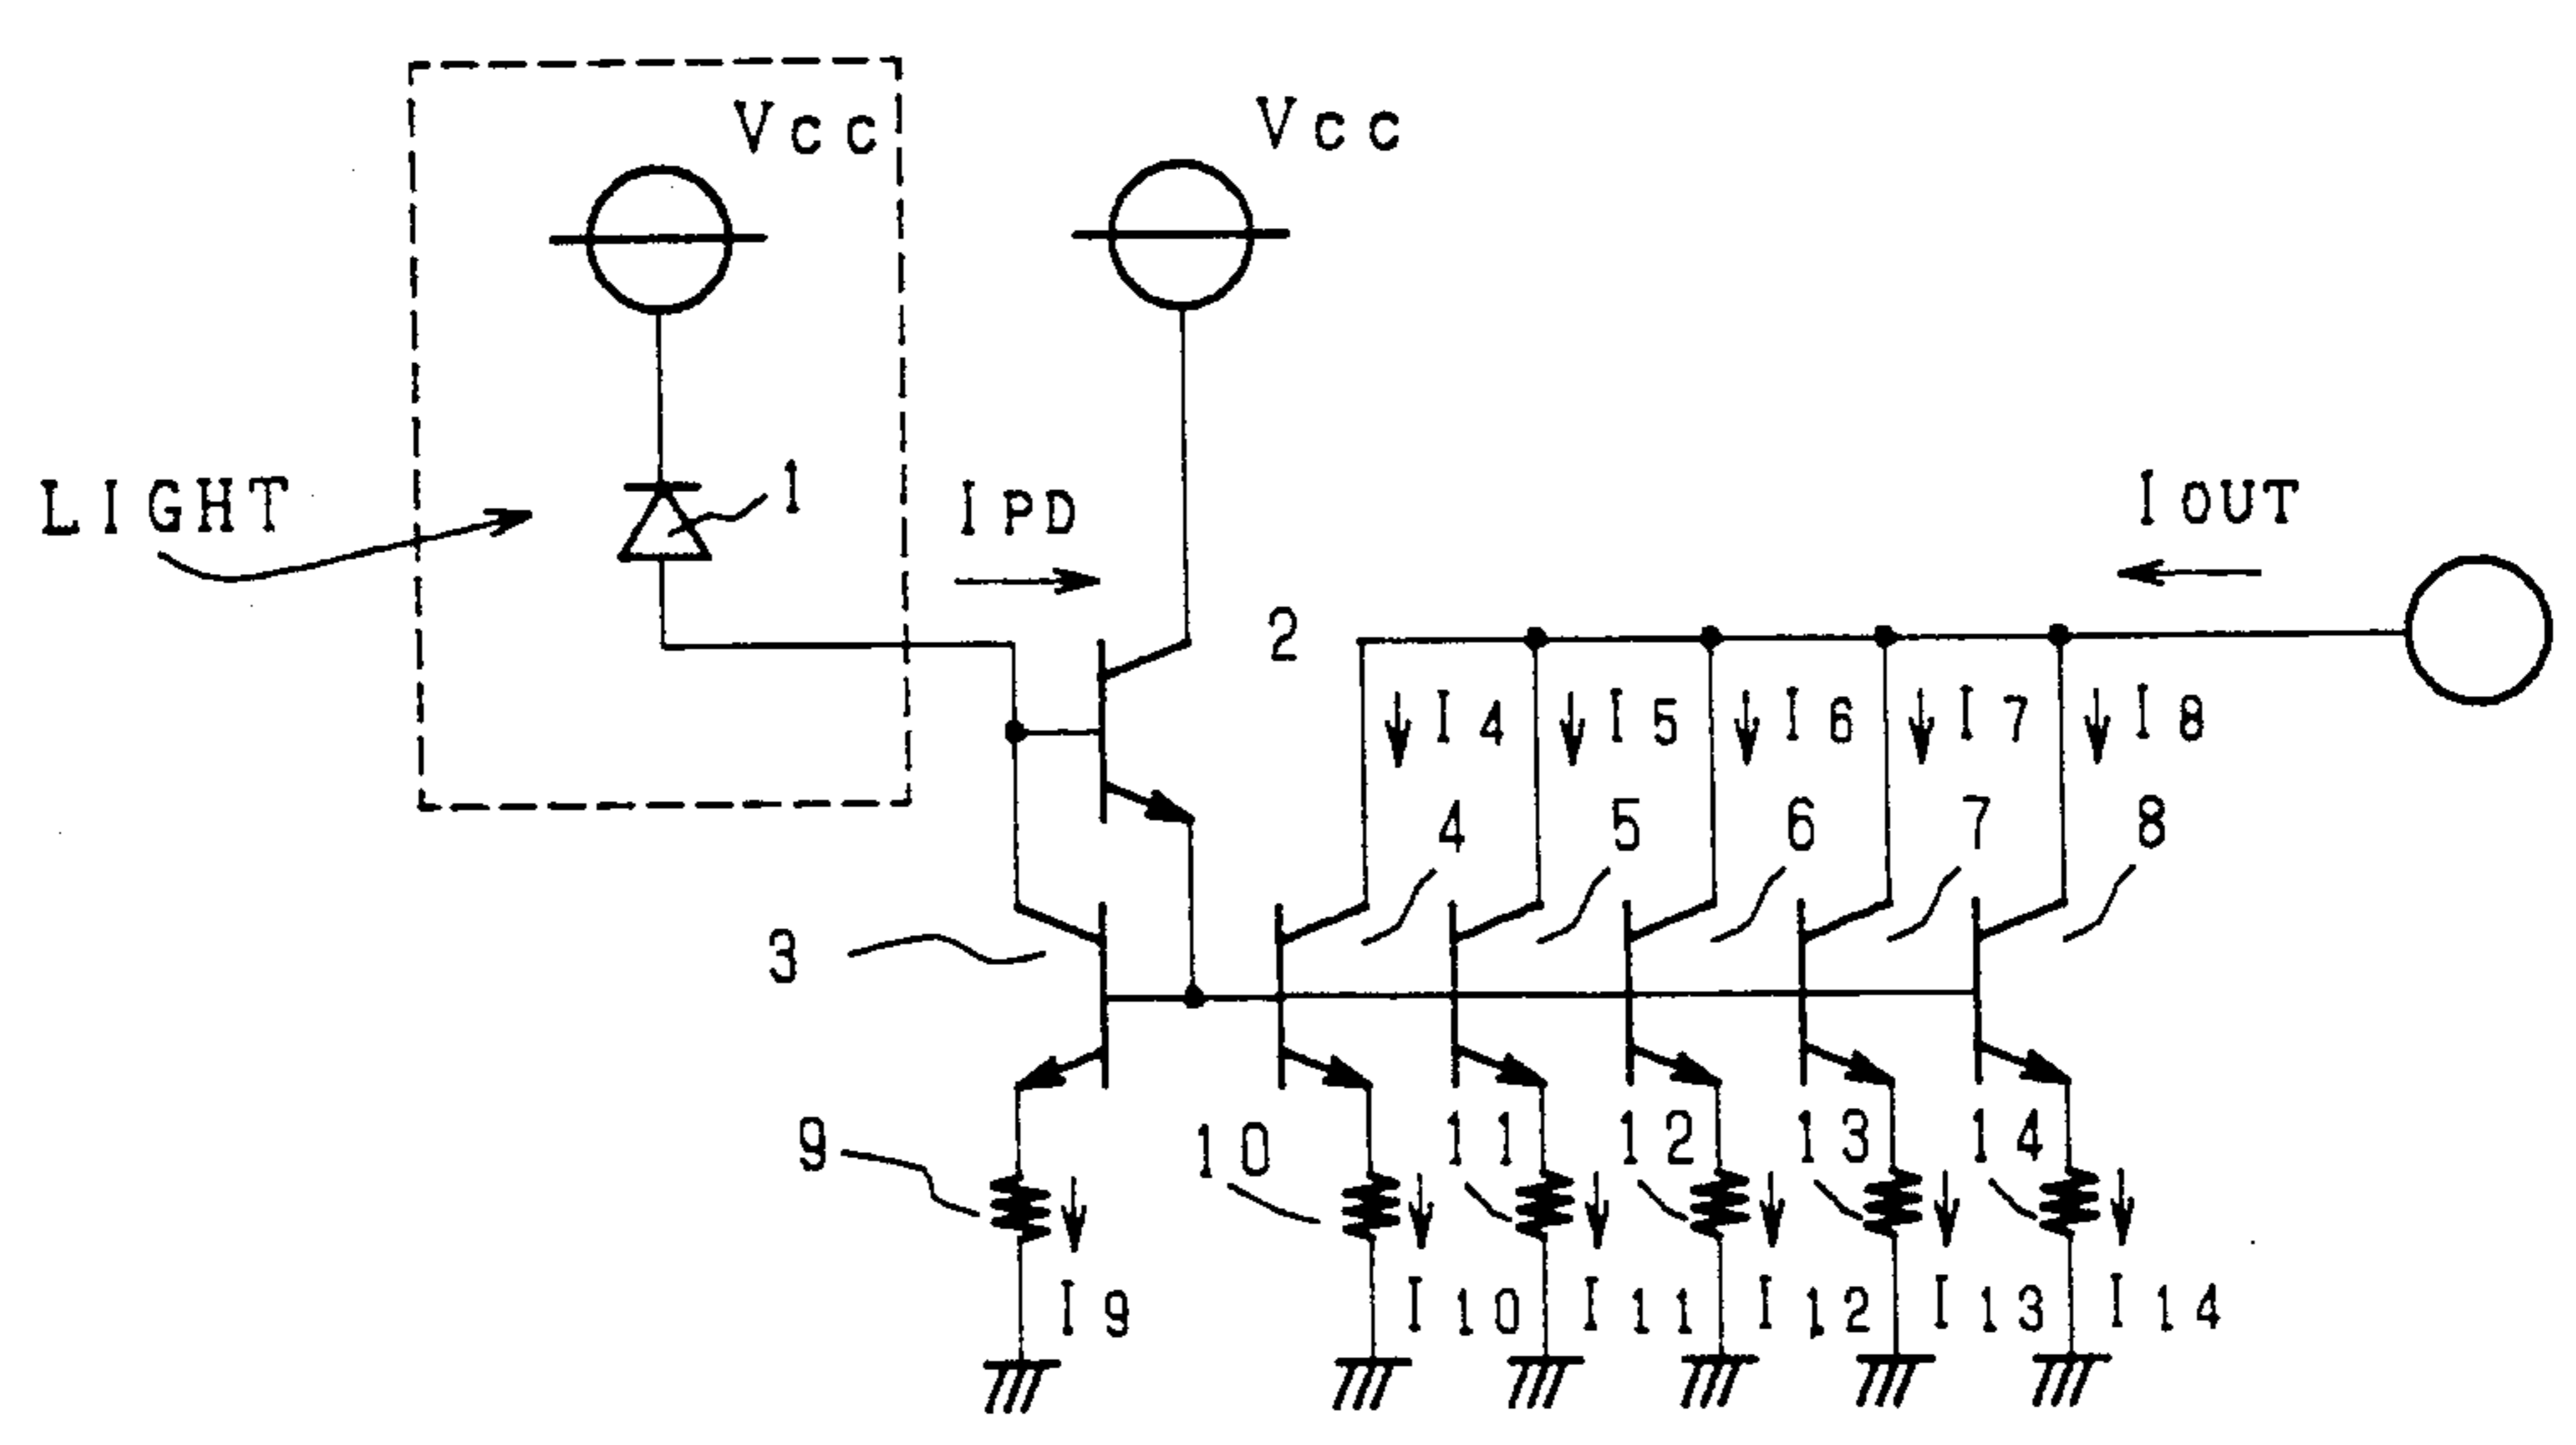 Vcc Vcc
LIGHT 1 IPD IOUT
2
I4 I5 I6 I7 I8
4 5 6 7 8
3
9 10 11 12 13 14
I9 I10 I11 I12 I13 I14